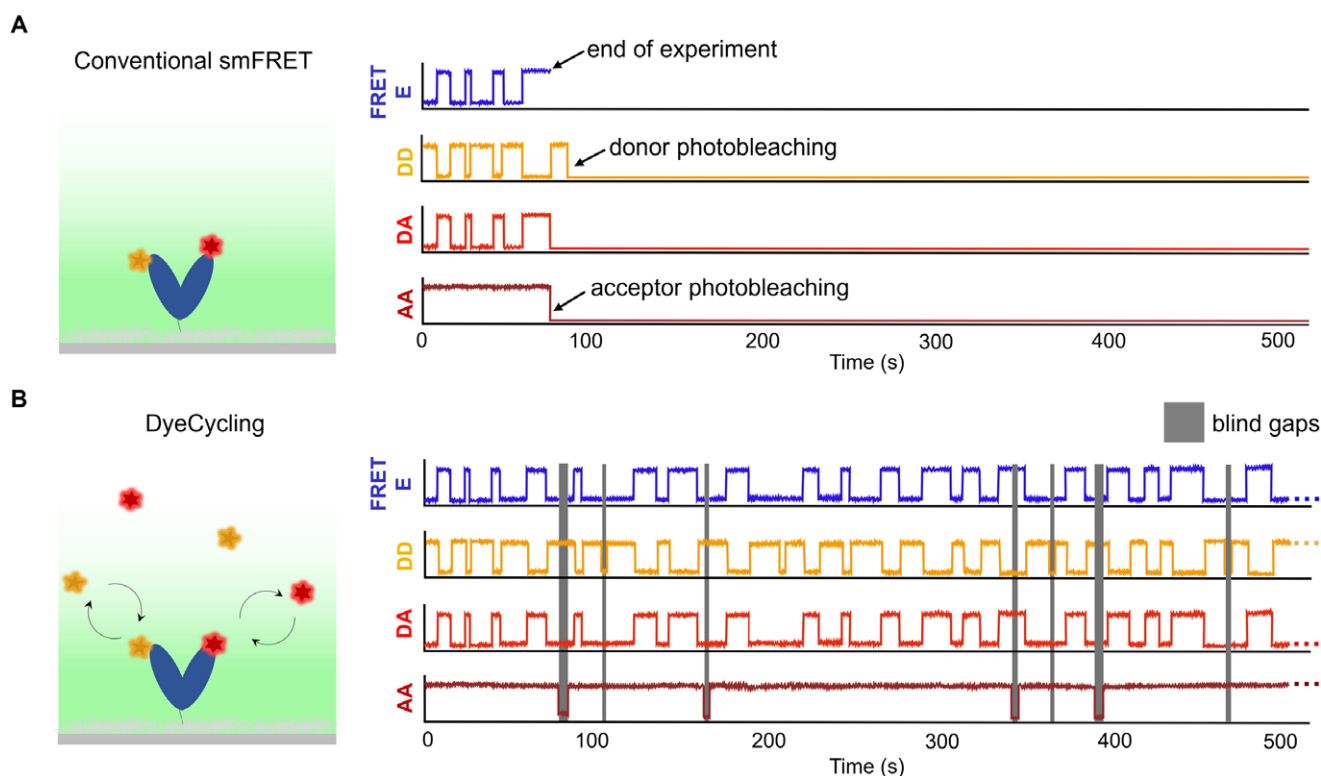 A
Conventional smFRET
FRET
E
end of experiment
DD
donor photobleaching
DA
AA
acceptor photobleaching
0 100 200 300 400 500
Time (s)
B
DyeCycling
blind gaps
FRET
E
DD
DA
AA
0 100 200 300 400 500
Time (s)